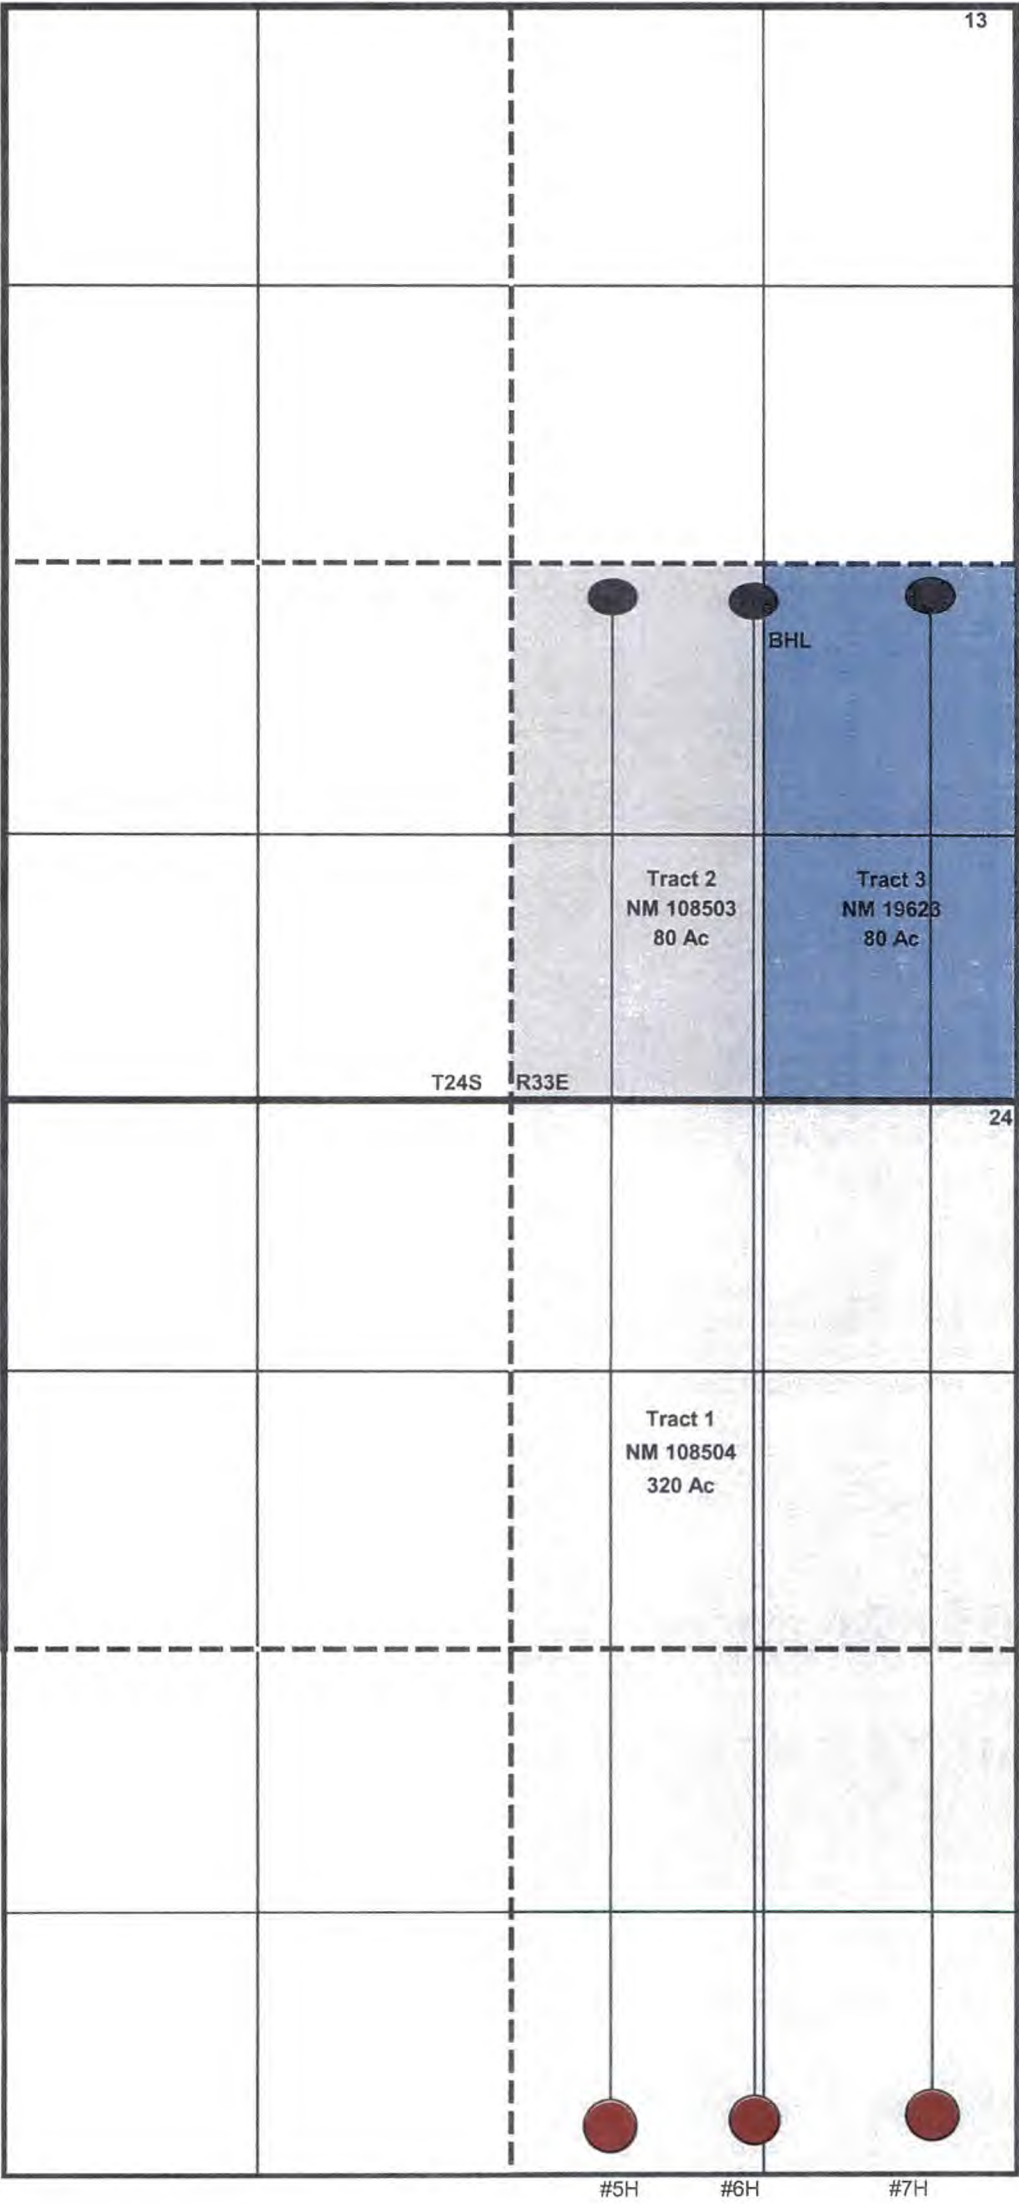 13
BHL
Tract 2
NM 108503
80 Ac
Tract 3
NM 19623
80 Ac
T24S
R33E
24
Tract 1
NM 108504
320 Ac
#5H
#6H
#7H